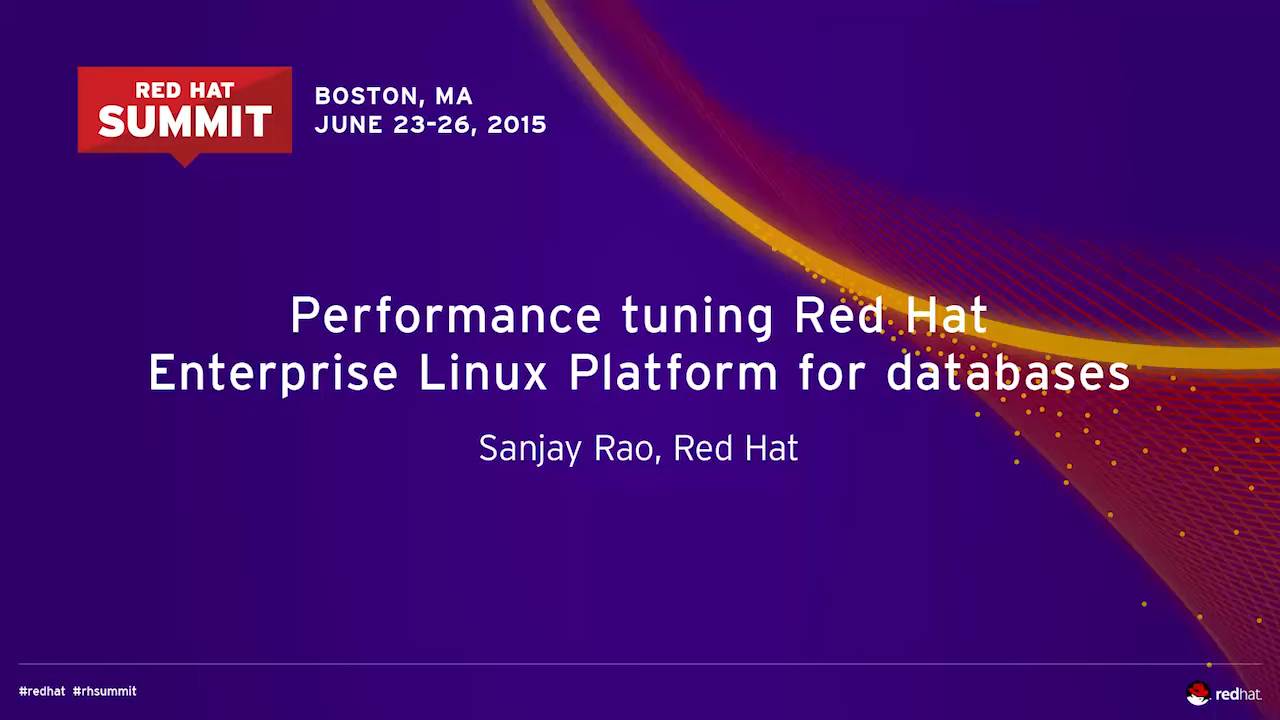 RED HAT
SUMMIT
BOSTON, MA
JUNE 23-26, 2015
Performance tuning Red Hat
Enterprise Linux Platform for databases
Sanjay Rao, Red Hat
#redhat #rhsummit
redhat.